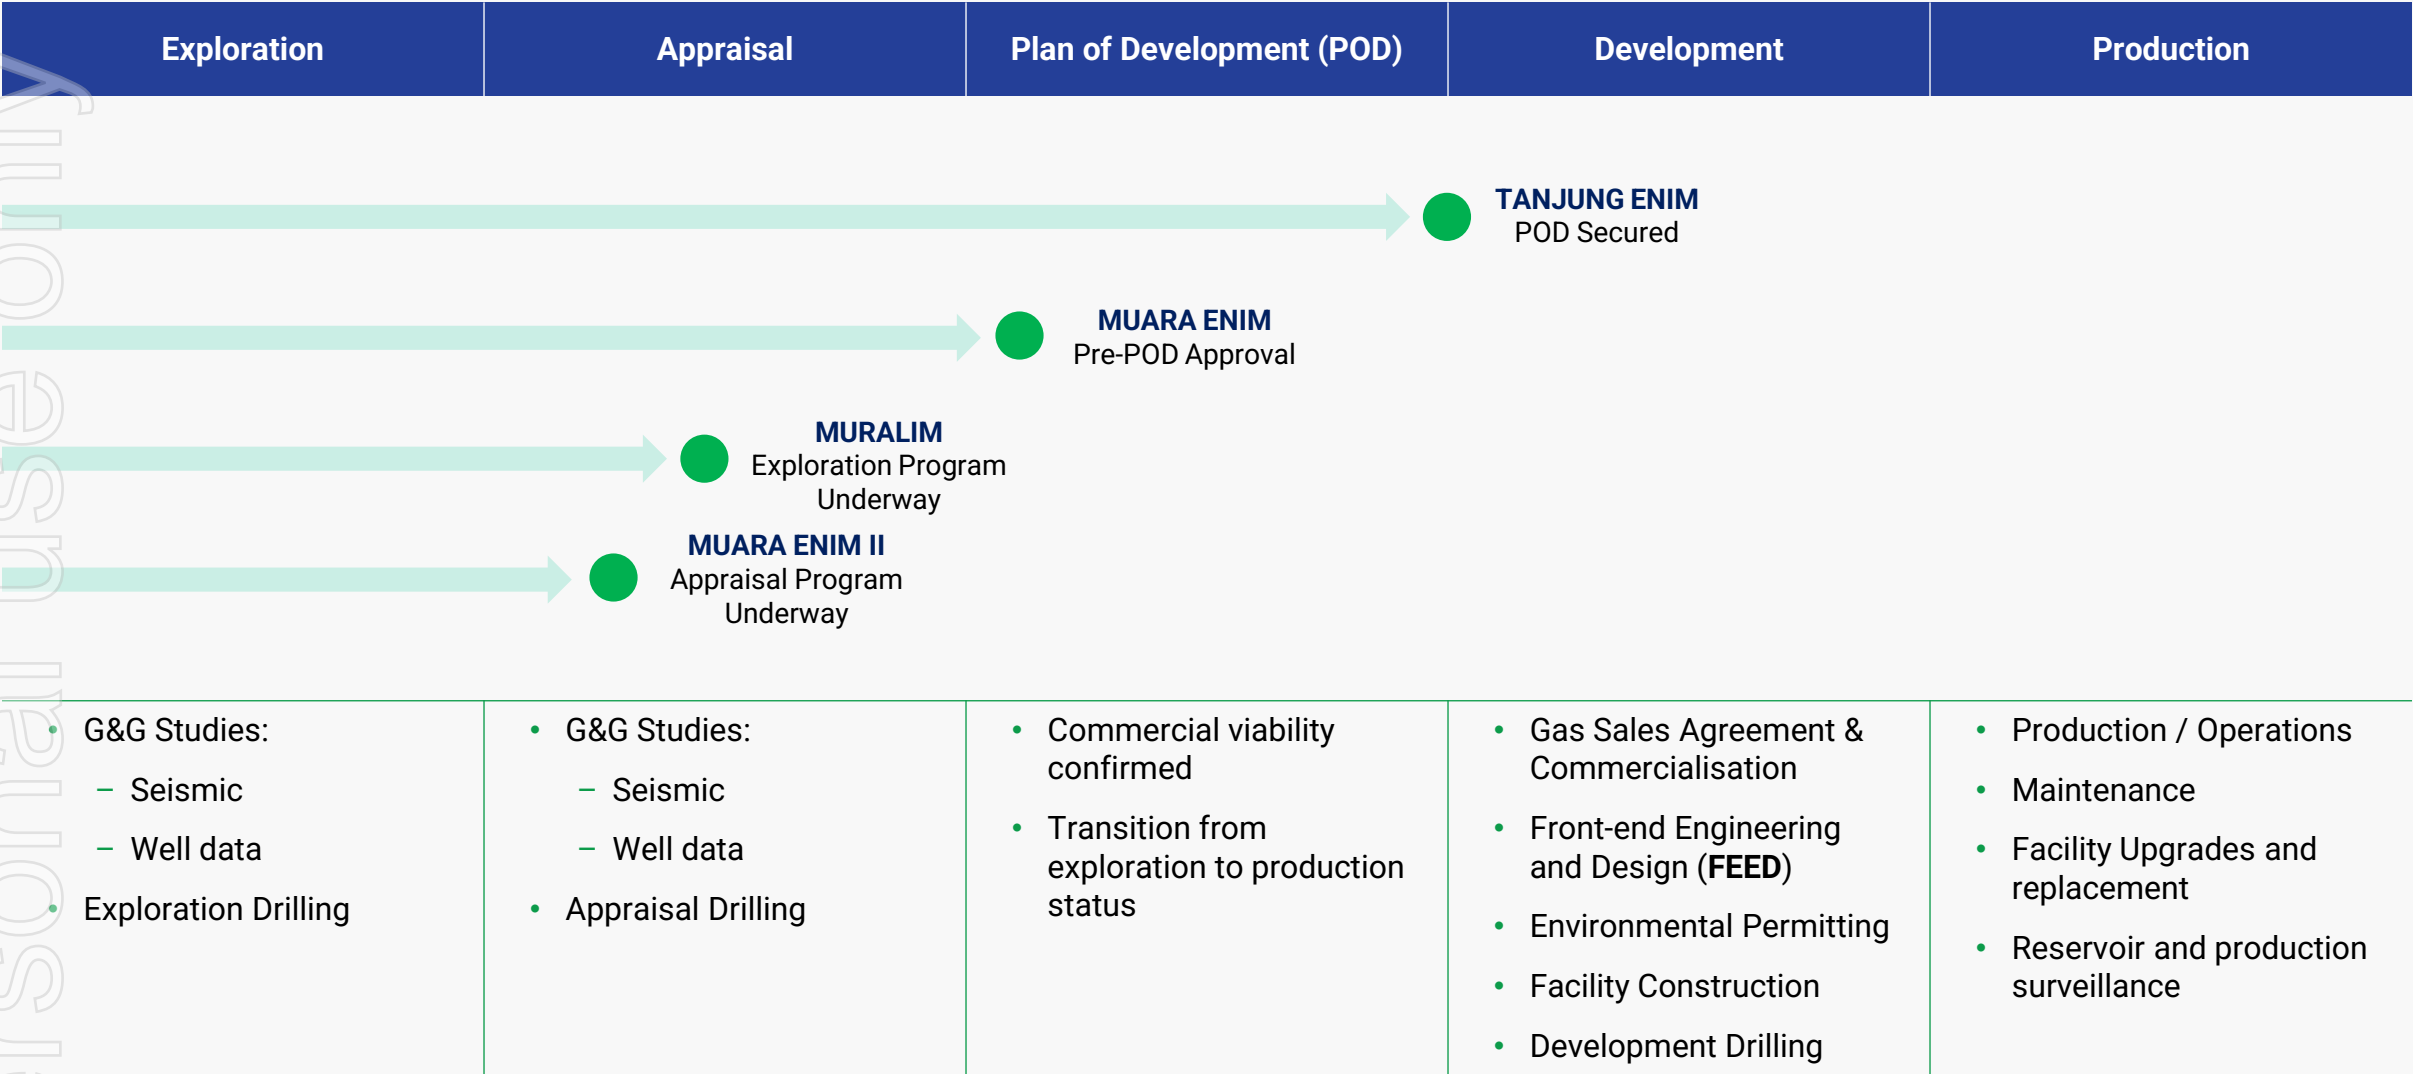 Exploration
Appraisal
Plan of Development (POD)
Development
Production
TANJUNG ENIM
POD Secured
MUARA ENIM
Pre-POD Approval
MURALIM
Exploration Program
Underway
MUARA ENIM II
Appraisal Program
Underway
• G&G Studies:
– Seismic
– Well data
• Exploration Drilling
• G&G Studies:
– Seismic
– Well data
• Appraisal Drilling
• Commercial viability
confirmed
• Transition from
exploration to production
status
• Gas Sales Agreement &
Commercialisation
• Front-end Engineering
and Design (FEED)
• Environmental Permitting
• Facility Construction
• Development Drilling
• Production / Operations
• Maintenance
• Facility Upgrades and
replacement
• Reservoir and production
surveillance
rsonal use only